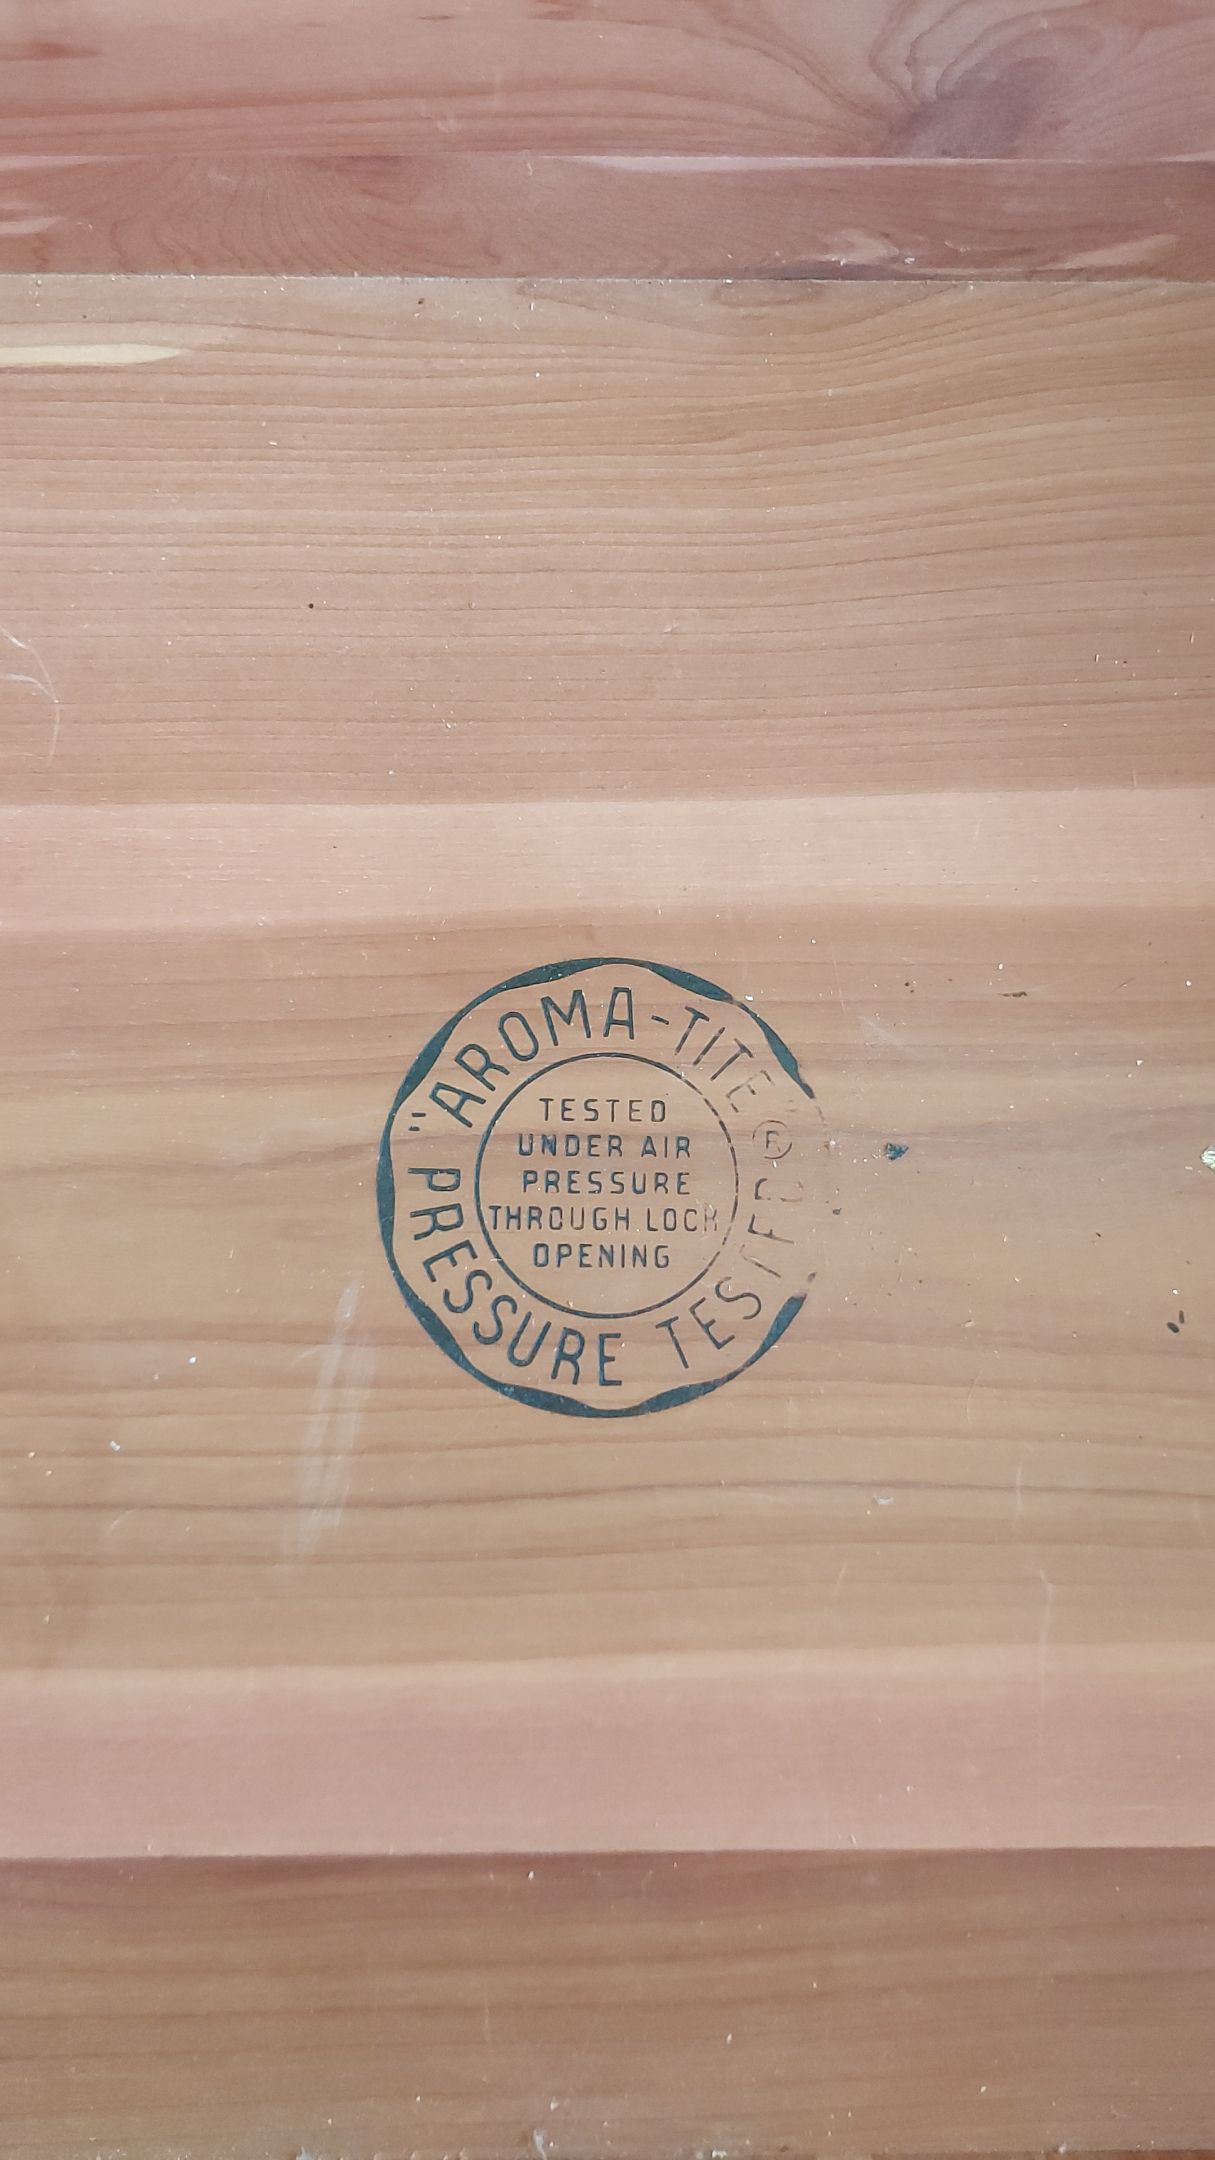 "AROMA-TITE" ®
TESTED
UNDER AIR
PRESSURE
THROUGH LOCK
OPENING
PRESSURE TESTED